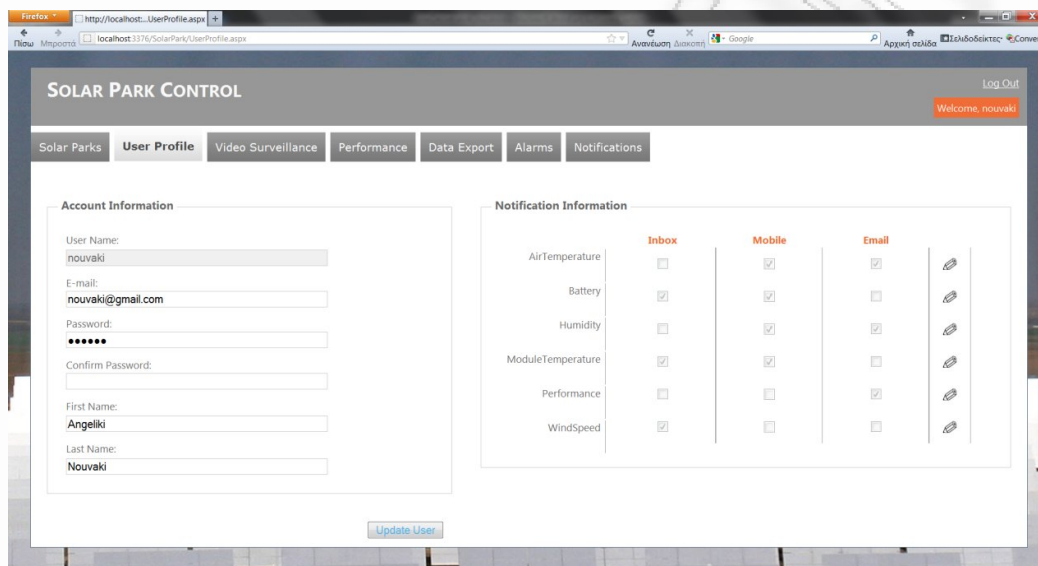 Firefox
http://localhost:...UserProfile.aspx +
Πίσω Μπροστά localhost:3376/SolarPark/UserProfile.aspx Ανανέωση Διακοπή Google Αρχική σελίδα Σελιδοδείκτες Conve
SOLAR PARK CONTROL
Log Out
Welcome, nouvaki
Solar Parks User Profile Video Surveillance Performance Data Export Alarms Notifications
Account Information
User Name:
nouvaki
E-mail:
nouvaki@gmail.com
Password:
••••••
Confirm Password:
First Name:
Angeliki
Last Name:
Nouvaki
Update User
Notification Information
Inbox Mobile Email
AirTemperature
Battery
Humidity
ModuleTemperature
Performance
WindSpeed